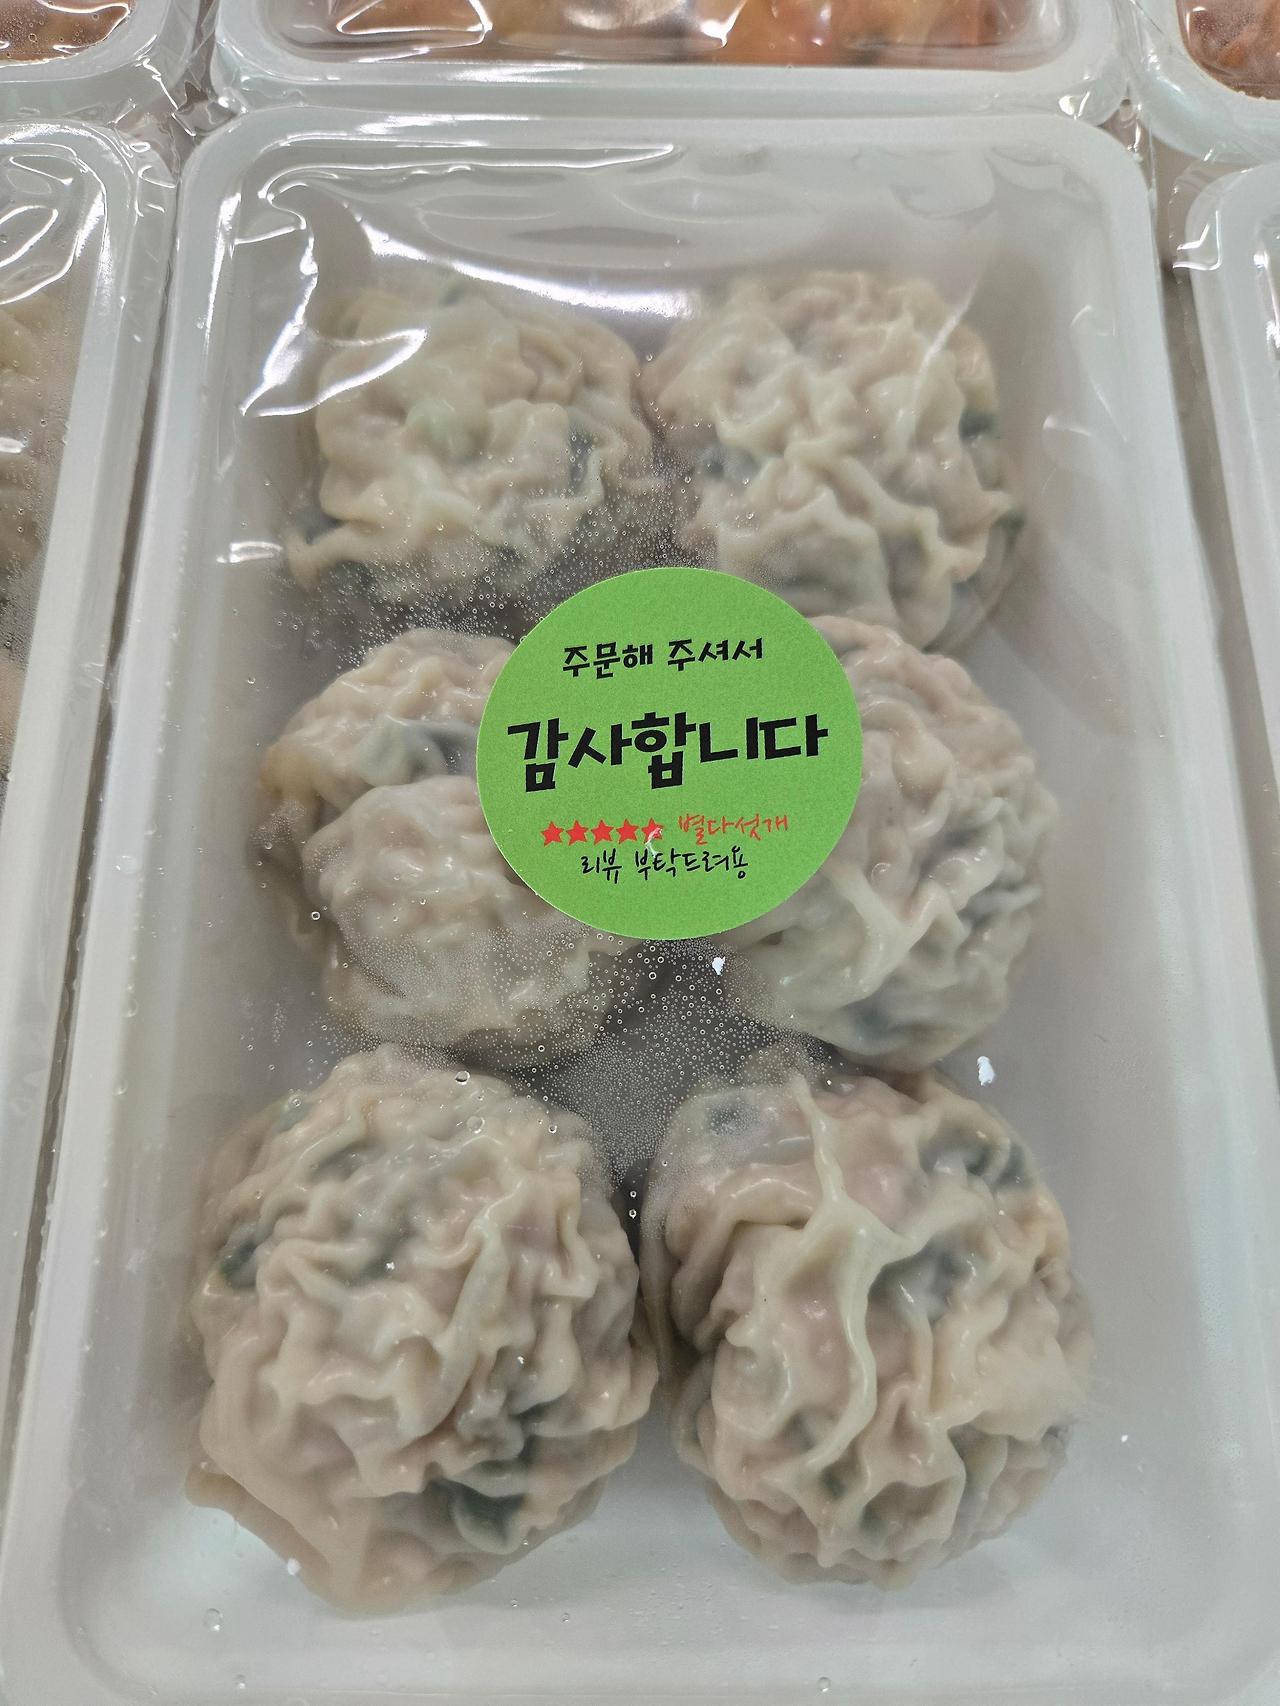 주문해 주셔서
감사합니다
★★★★★ 별다섯개
리뷰 부탁드려용